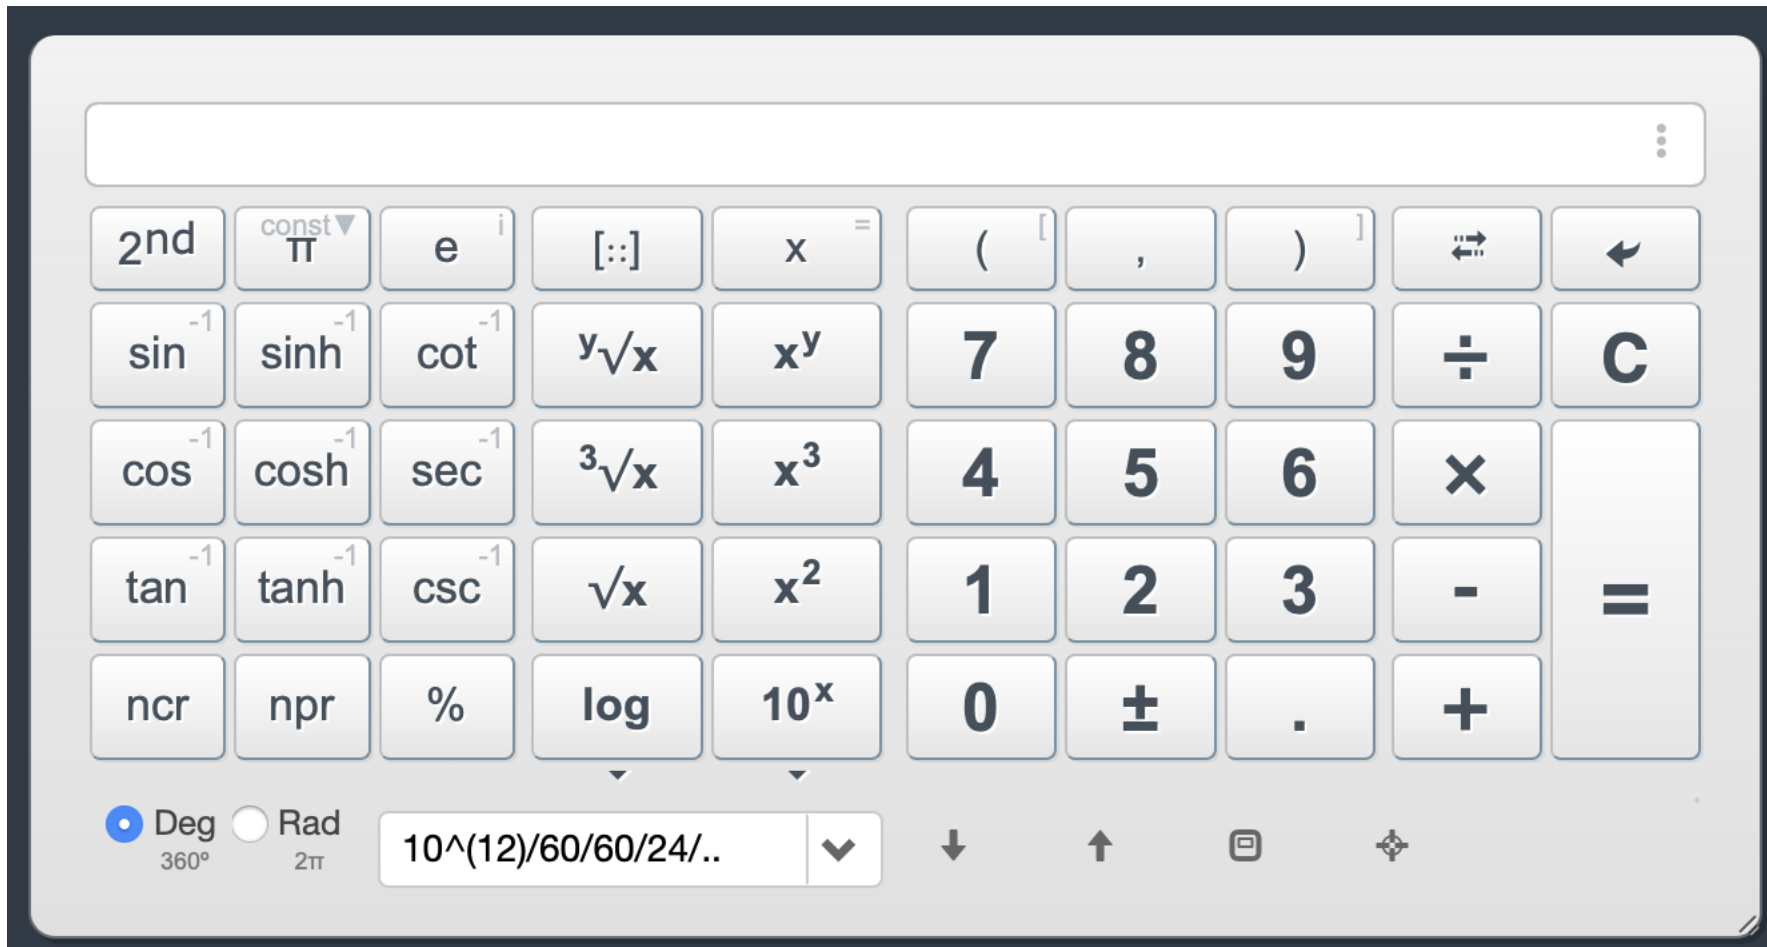 2nd const▼ π e i [::] x = ( [ , ) ]
sin -1 sinh -1 cot -1 y√x xy 7 8 9 ÷ C
cos -1 cosh -1 sec -1 3√x x3 4 5 6 ×
tan -1 tanh -1 csc -1 √x x2 1 2 3 - =
ncr npr % log 10x 0 ± . +
Deg Rad
360º 2π
10^(12)/60/60/24/..